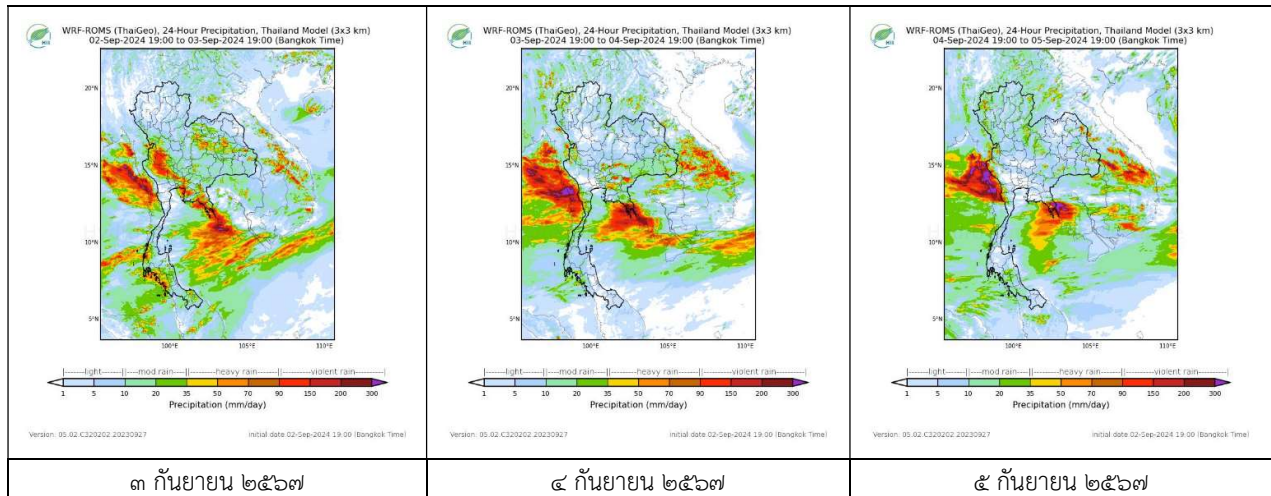 WRF-ROMS (ThaiGeo), 24-Hour Precipitation, Thailand Model (3x3 km)
02-Sep-2024 19:00 to 03-Sep-2024 19:00 (Bangkok Time)
20°N
15°N
10°N
5°N
100°E
105°E
110°E
|-------light-------||----mod rain----||-------heavy rain-------||-------violent rain-------
1 5 10 20 35 50 70 90 150 200 300
Precipitation (mm/day)
Version: 05.02.C320202.20230927
initial date 02-Sep-2024 19:00 (Bangkok Time)
๓ กันยายน ๒๕๖๗
WRF-ROMS (ThaiGeo), 24-Hour Precipitation, Thailand Model (3x3 km)
03-Sep-2024 19:00 to 04-Sep-2024 19:00 (Bangkok Time)
20°N
15°N
10°N
5°N
100°E
105°E
110°E
|-------light-------||----mod rain----||-------heavy rain-------||-------violent rain-------
1 5 10 20 35 50 70 90 150 200 300
Precipitation (mm/day)
Version: 05.02.C320202.20230927
initial date 02-Sep-2024 19:00 (Bangkok Time)
๔ กันยายน ๒๕๖๗
WRF-ROMS (ThaiGeo), 24-Hour Precipitation, Thailand Model (3x3 km)
04-Sep-2024 19:00 to 05-Sep-2024 19:00 (Bangkok Time)
20°N
15°N
10°N
5°N
100°E
105°E
110°E
|-------light-------||----mod rain----||-------heavy rain-------||-------violent rain-------
1 5 10 20 35 50 70 90 150 200 300
Precipitation (mm/day)
Version: 05.02.C320202.20230927
initial date 02-Sep-2024 19:00 (Bangkok Time)
๕ กันยายน ๒๕๖๗